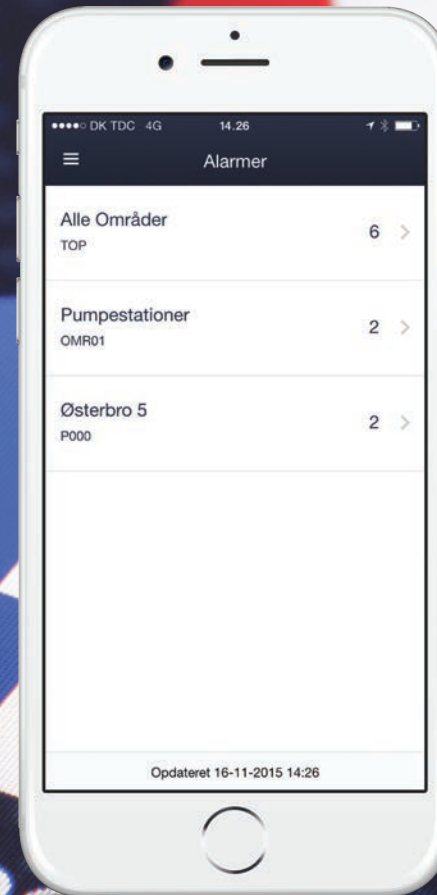 DK TDC 4G 14.26
Alarmer
Alle Områder
TOP
6
Pumpestationer
OMR01
2
Østerbro 5
P000
2
Opdateret 16-11-2015 14:26